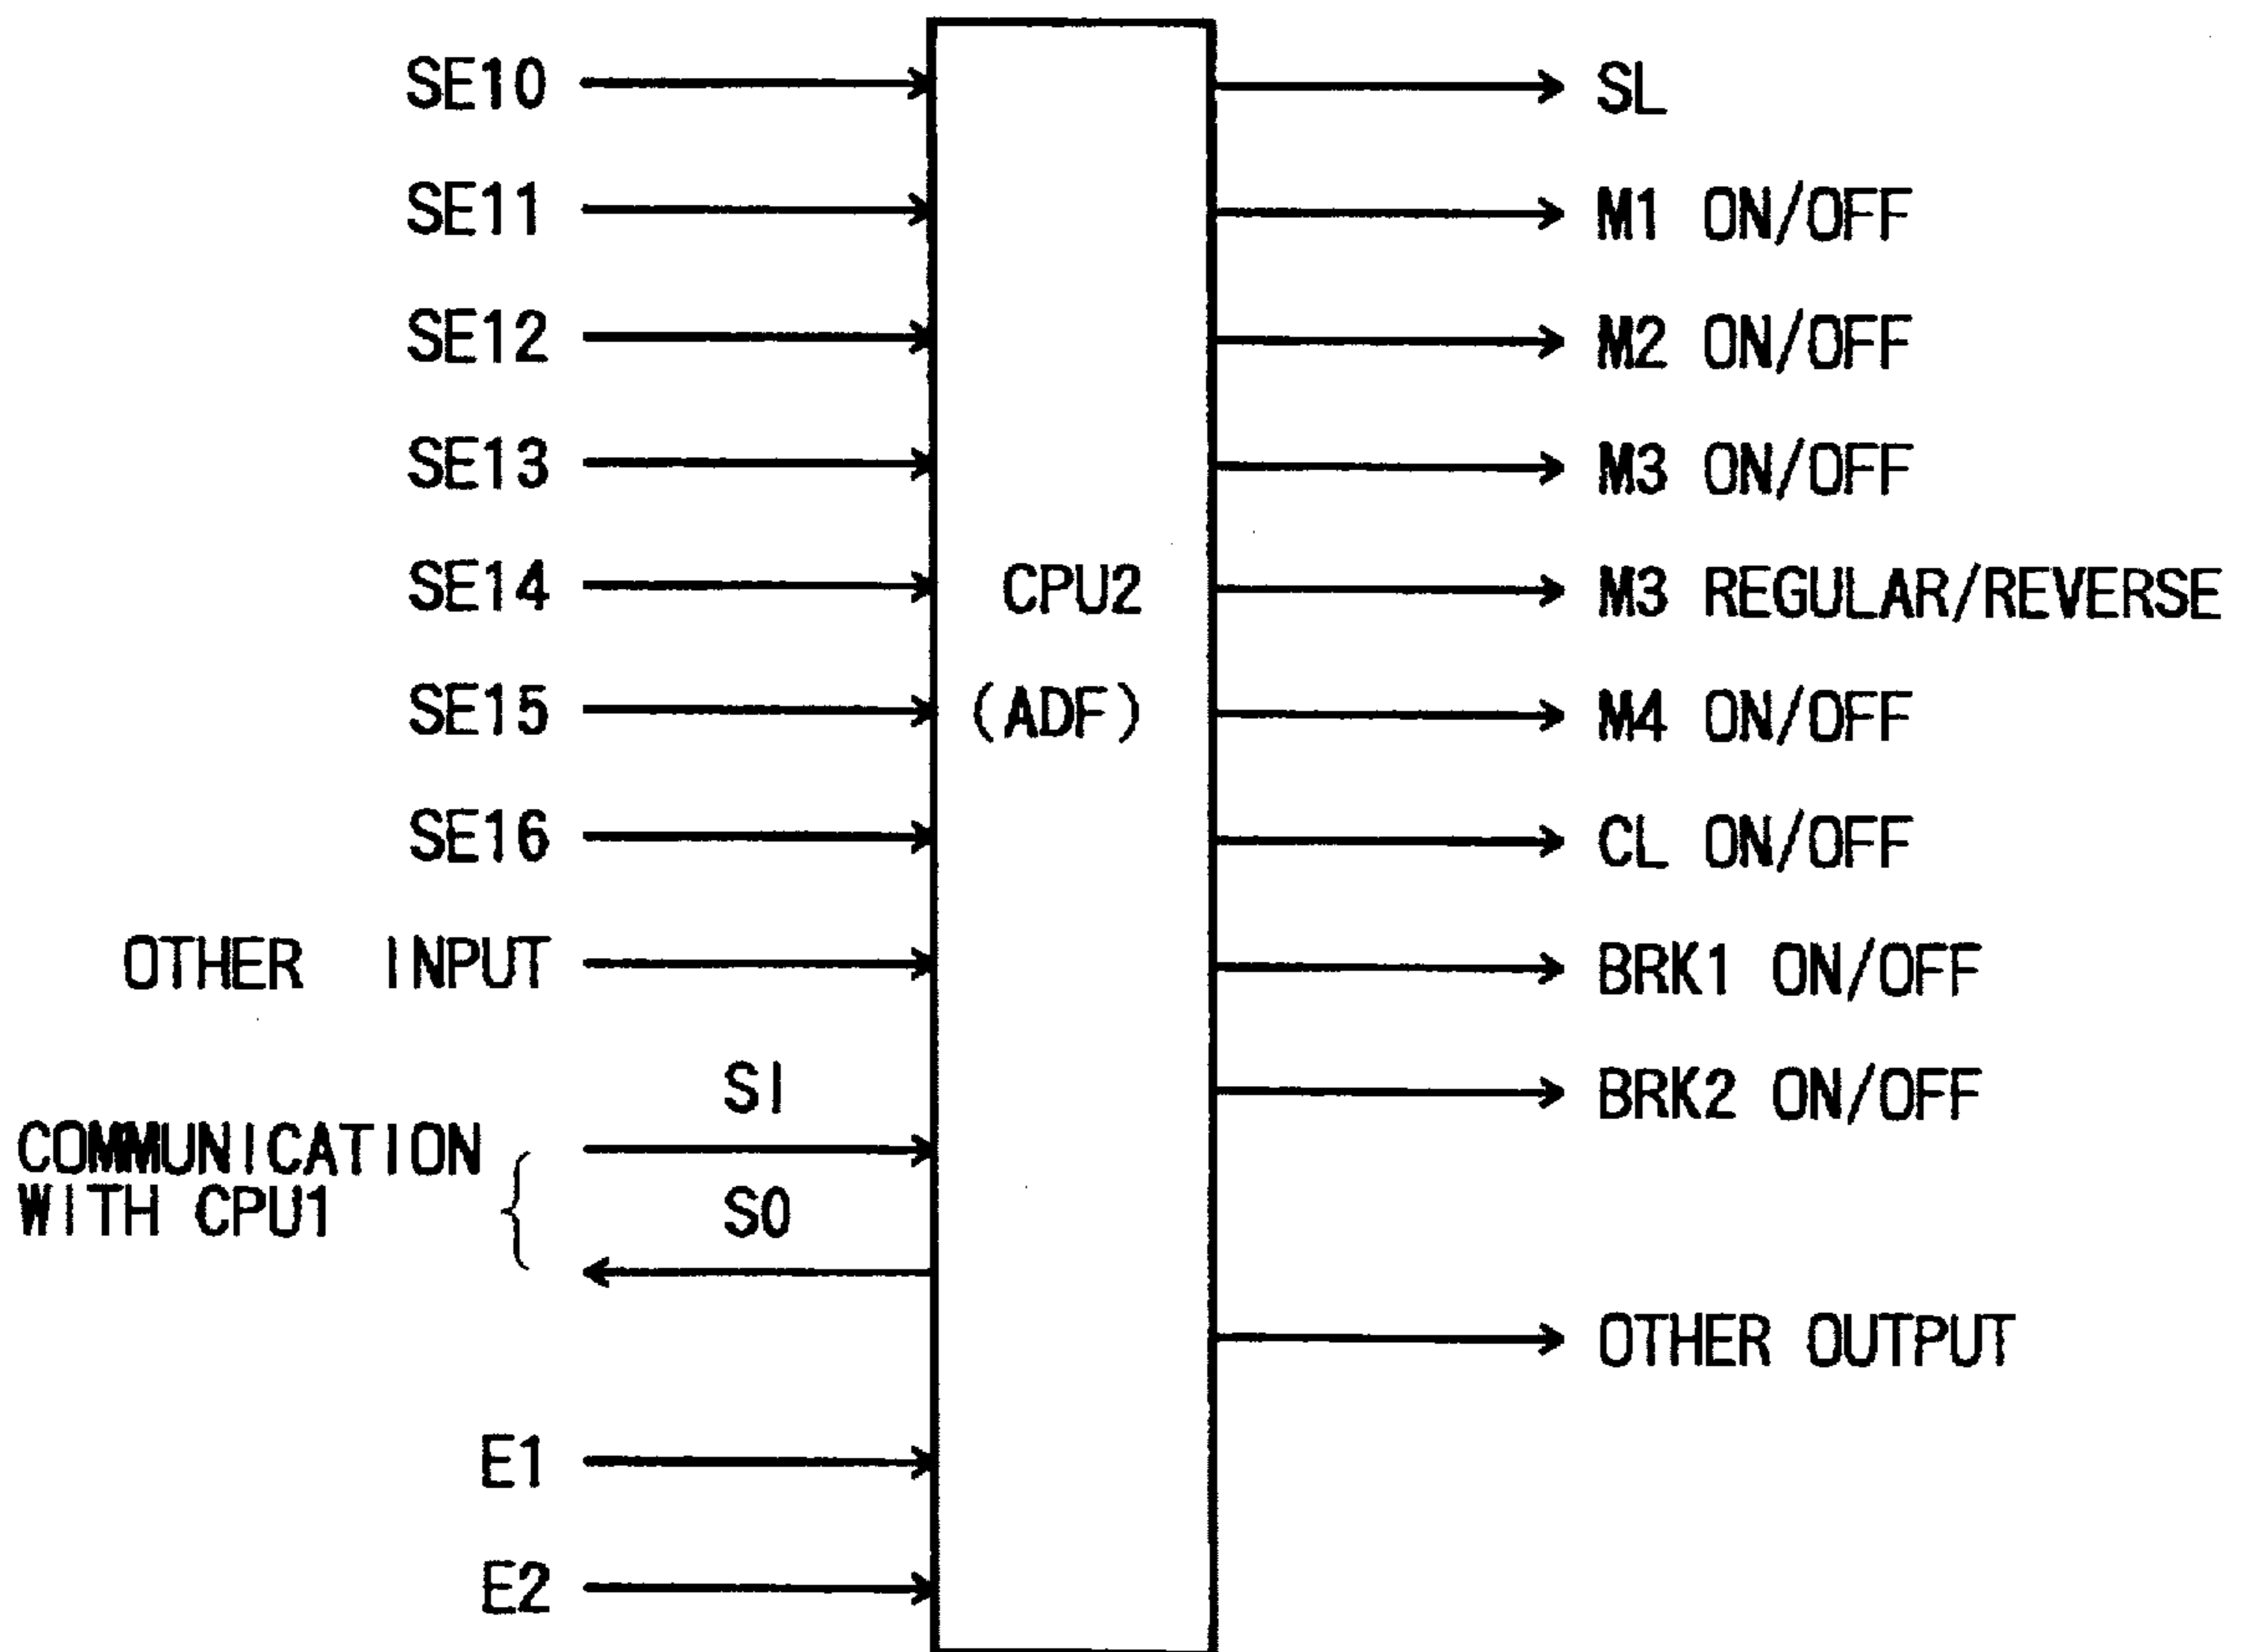 SE10
SE11
SE12
SE13
SE14
SE15
SE16
OTHER INPUT
SI
COMMUNICATION
WITH CPU1
SO
E1
E2
CPU2
(ADF)
SL
M1 ON/OFF
M2 ON/OFF
M3 ON/OFF
M3 REGULAR/REVERSE
M4 ON/OFF
CL ON/OFF
BRK1 ON/OFF
BRK2 ON/OFF
OTHER OUTPUT